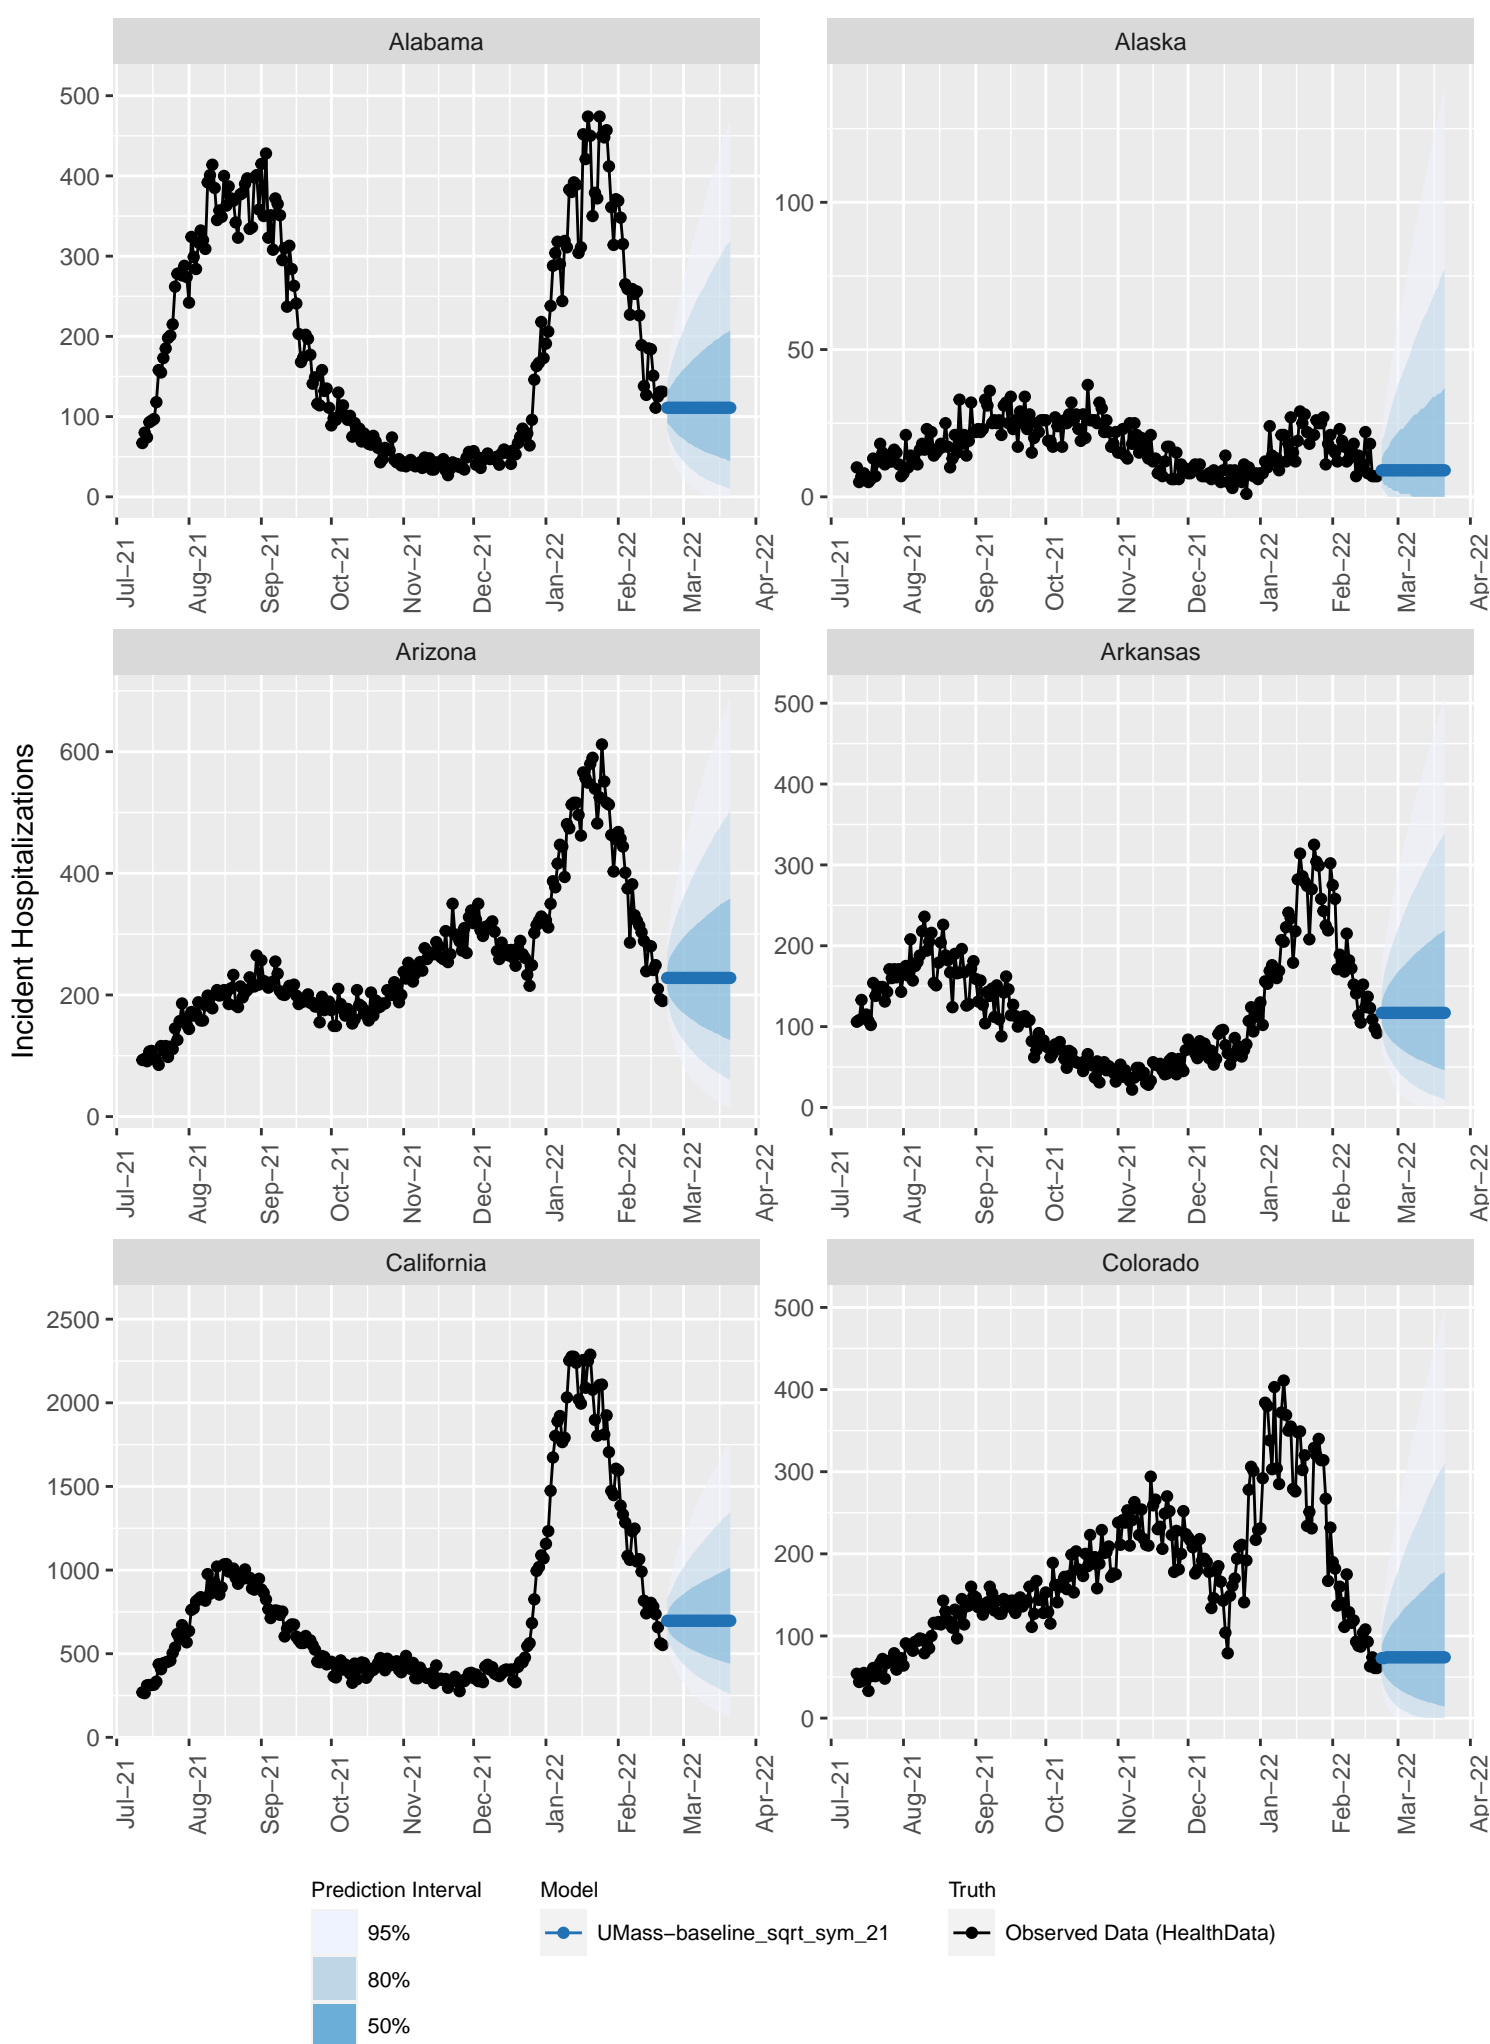 Alabama
Alaska
500
400
300
200
100
0
100
50
0
Jul−21
Aug−21
Sep−21
Oct−21
Nov−21
Dec−21
Jan−22
Feb−22
Mar−22
Apr−22
Jul−21
Aug−21
Sep−21
Oct−21
Nov−21
Dec−21
Jan−22
Feb−22
Mar−22
Apr−22
Incident Hospitalizations
Arizona
Arkansas
600
400
200
0
500
400
300
200
100
0
Jul−21
Aug−21
Sep−21
Oct−21
Nov−21
Dec−21
Jan−22
Feb−22
Mar−22
Apr−22
Jul−21
Aug−21
Sep−21
Oct−21
Nov−21
Dec−21
Jan−22
Feb−22
Mar−22
Apr−22
California
Colorado
2500
2000
1500
1000
500
0
500
400
300
200
100
0
Jul−21
Aug−21
Sep−21
Oct−21
Nov−21
Dec−21
Jan−22
Feb−22
Mar−22
Apr−22
Jul−21
Aug−21
Sep−21
Oct−21
Nov−21
Dec−21
Jan−22
Feb−22
Mar−22
Apr−22
Prediction Interval
95%
80%
50%
Model
UMass−baseline_sqrt_sym_21
Truth
Observed Data (HealthData)